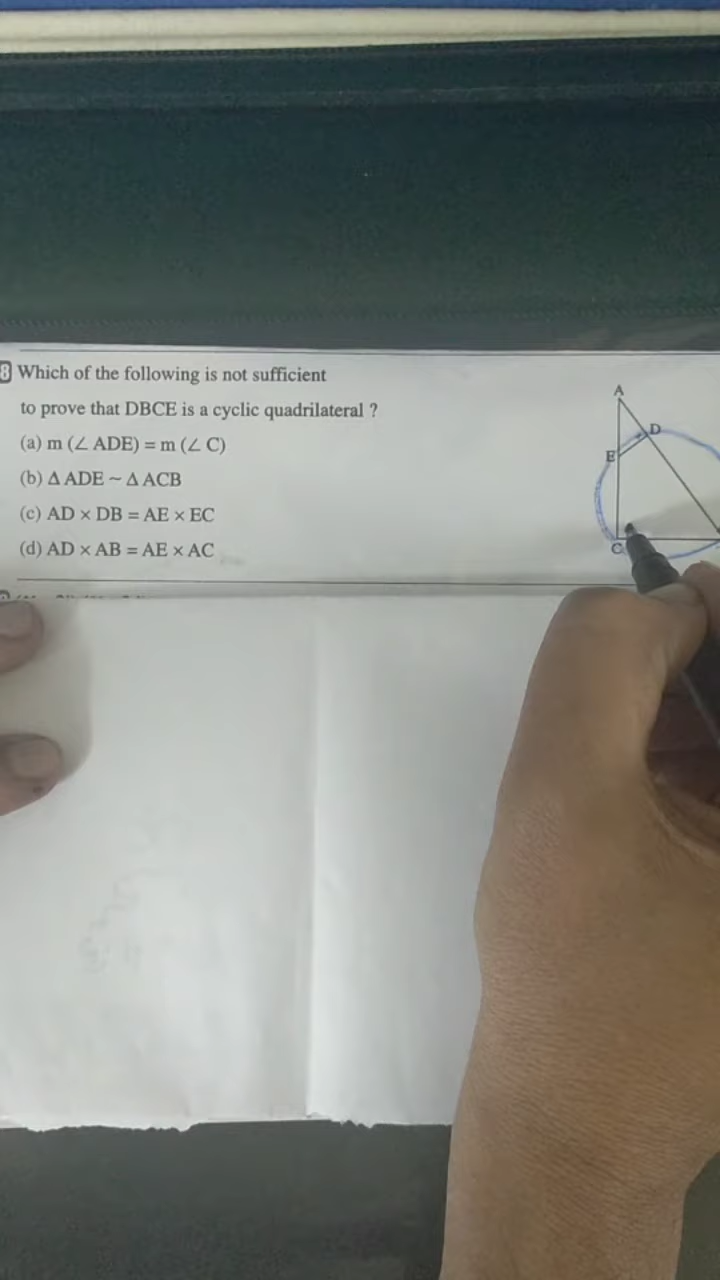 8 Which of the following is not sufficient
to prove that DBCE is a cyclic quadrilateral ?
(a) m (∠ ADE) = m (∠ C)
(b) Δ ADE ~ Δ ACB
(c) AD × DB = AE × EC
(d) AD × AB = AE × AC
A
D
E
C